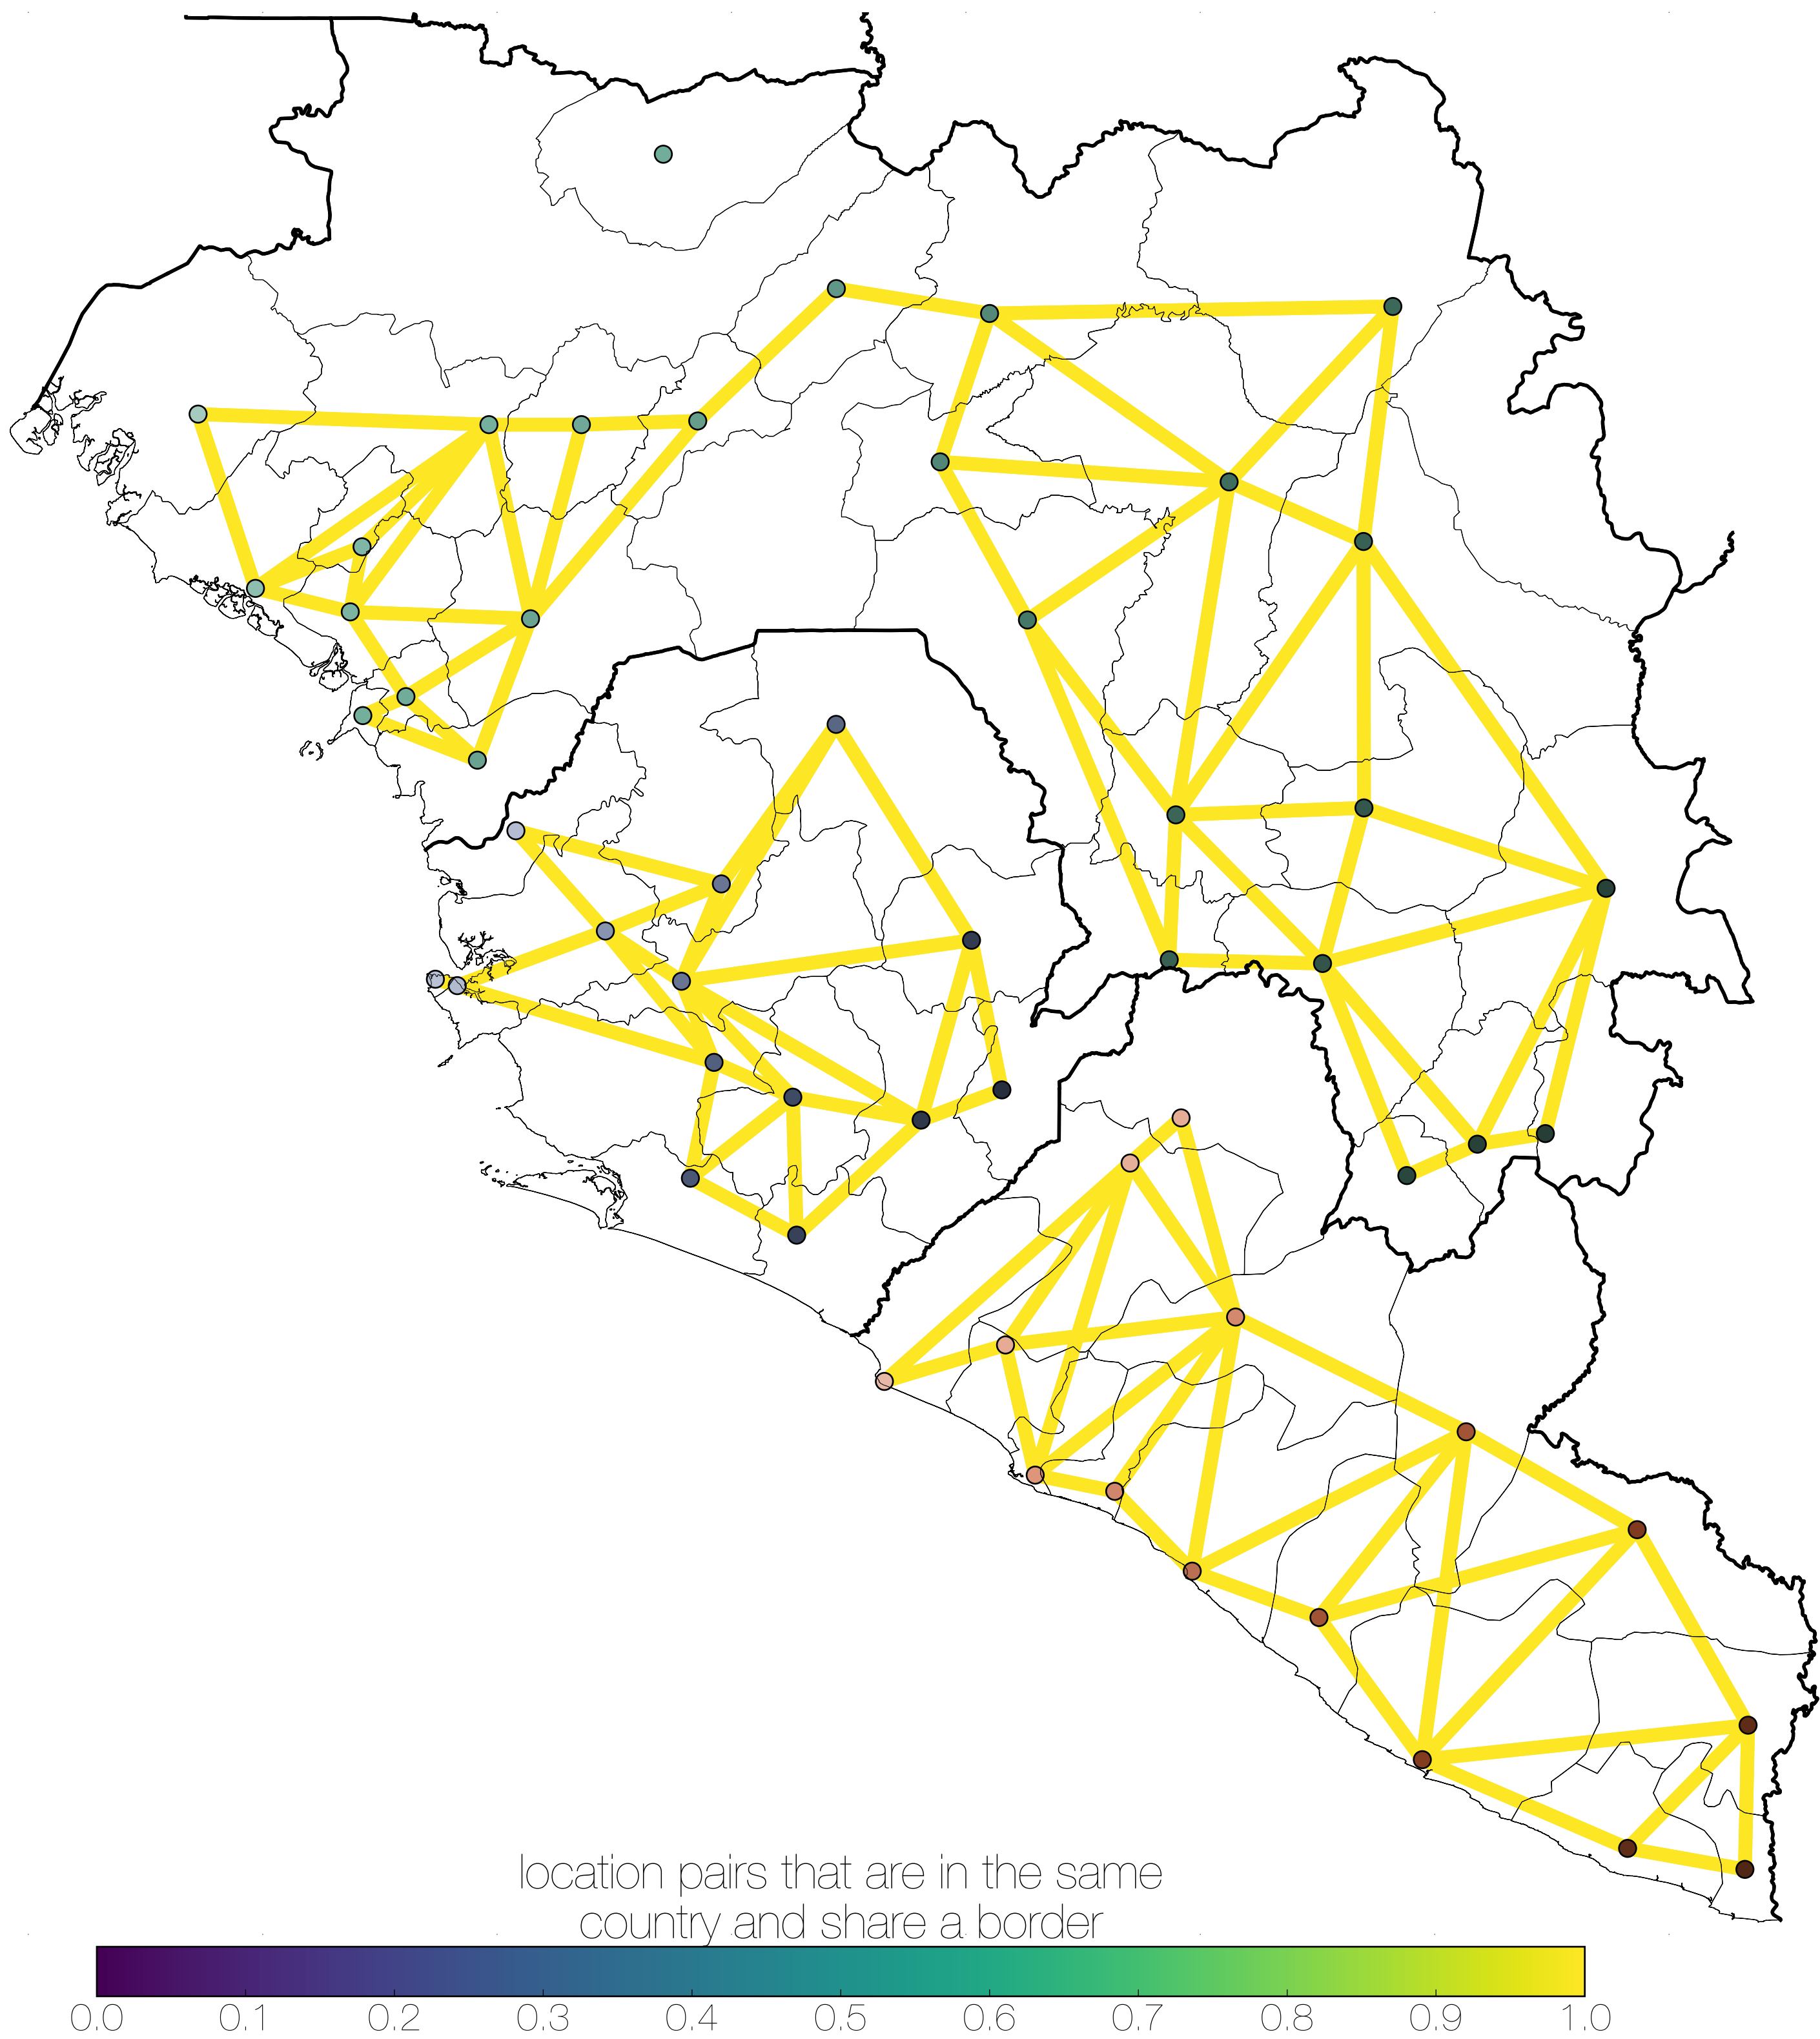 location pairs that are in the same
country and share a border
0.0 0.1 0.2 0.3 0.4 0.5 0.6 0.7 0.8 0.9 1.0